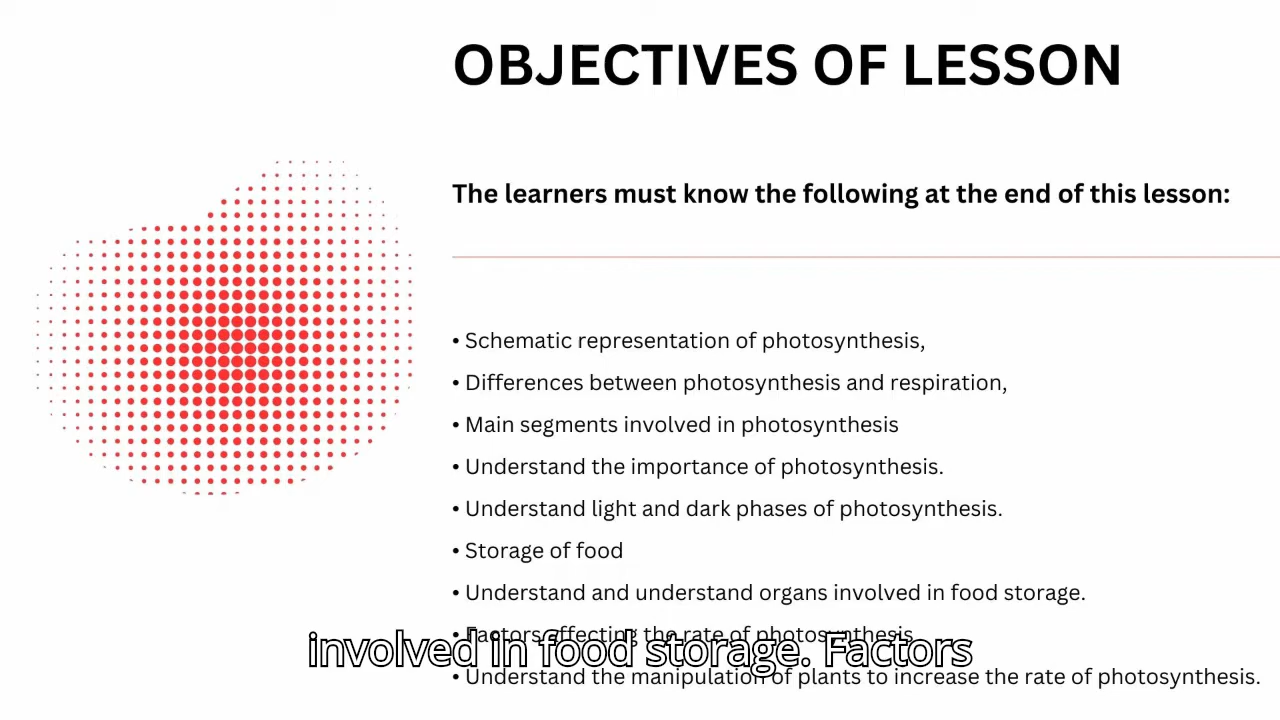 OBJECTIVES OF LESSON
The learners must know the following at the end of this lesson:
• Schematic representation of photosynthesis,
• Differences between photosynthesis and respiration,
• Main segments involved in photosynthesis
• Understand the importance of photosynthesis.
• Understand light and dark phases of photosynthesis.
• Storage of food
• Understand and understand organs involved in food storage.
• Factors affecting the rate of photosynthesis
involved in food storage. Factors
• Understand the manipulation of plants to increase the rate of photosynthesis.